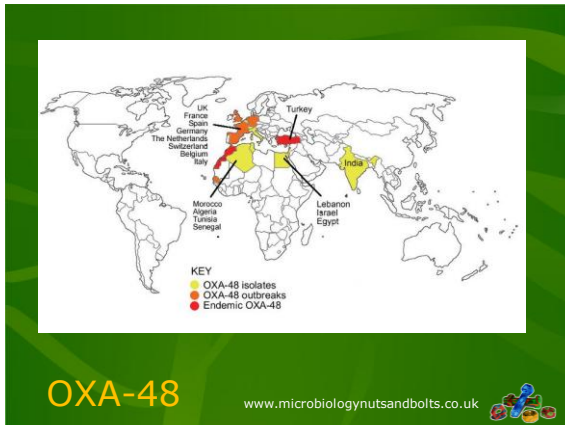 UK
France
Spain
Germany
The Netherlands
Switzerland
Belgium
Italy
Turkey
India
Morocco
Algeria
Tunisia
Senegal
Lebanon
Israel
Egypt
KEY
OXA-48 isolates
OXA-48 outbreaks
Endemic OXA-48
OXA-48
www.microbiologynutsandbolts.co.uk